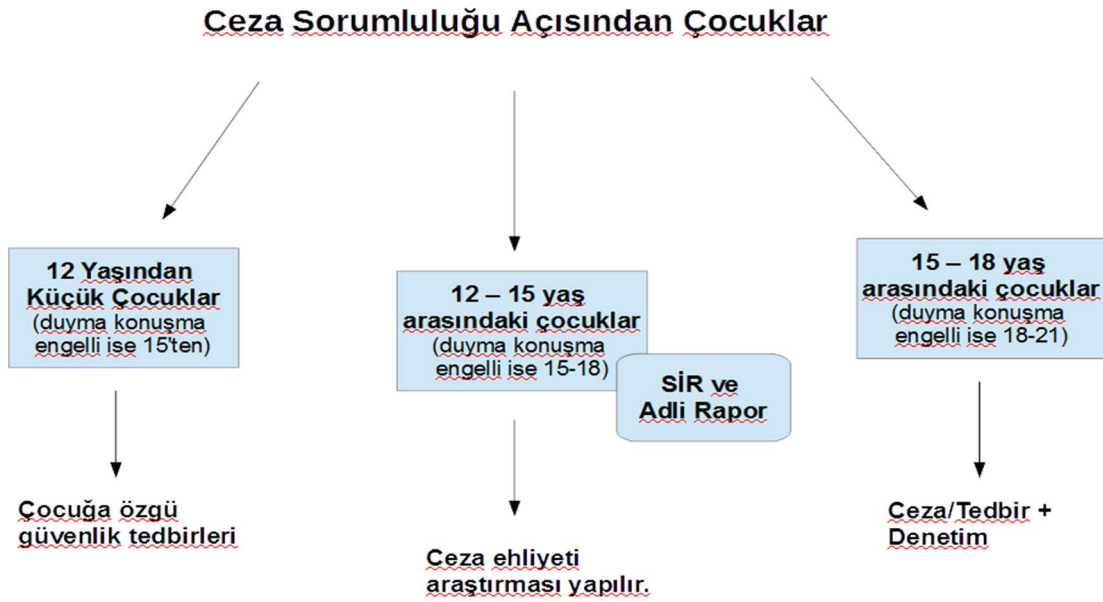 Ceza Sorumluluğu Açısından Çocuklar
12 Yaşından
Küçük Çocuklar
(duyma konuşma
engelli ise 15'ten)
12 – 15 yaş
arasındaki çocuklar
(duyma konuşma
engelli ise 15-18)
SİR ve
Adli Rapor
15 – 18 yaş
arasındaki çocuklar
(duyma konuşma
engelli ise 18-21)
Çocuğa özgü
güvenlik tedbirleri
Ceza ehliyeti
araştırması yapılır.
Ceza/Tedbir +
Denetim